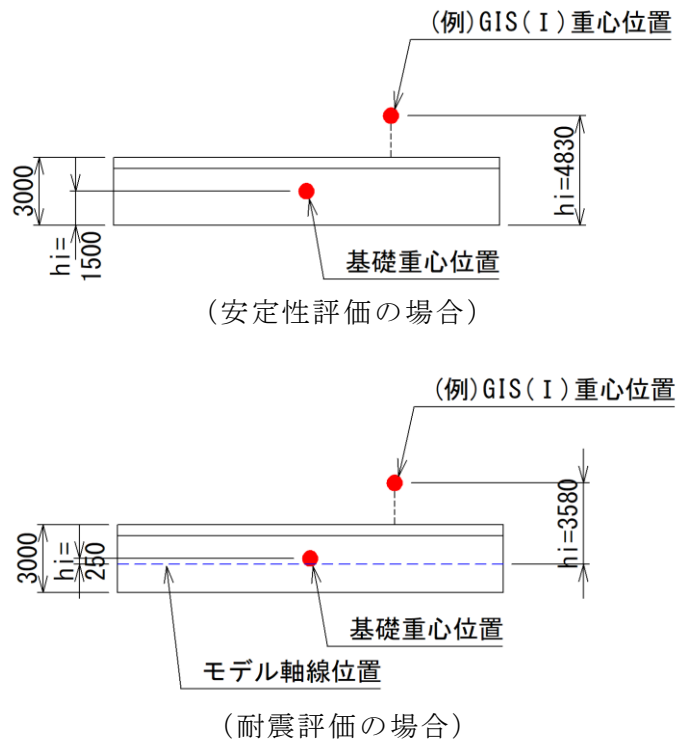 (例)GIS(Ⅰ)重心位置
3000
hi=
1500
hi=4830
基礎重心位置
(安定性評価の場合)
(例)GIS(Ⅰ)重心位置
3000
hi=
250
hi=3580
基礎重心位置
モデル軸線位置
(耐震評価の場合)